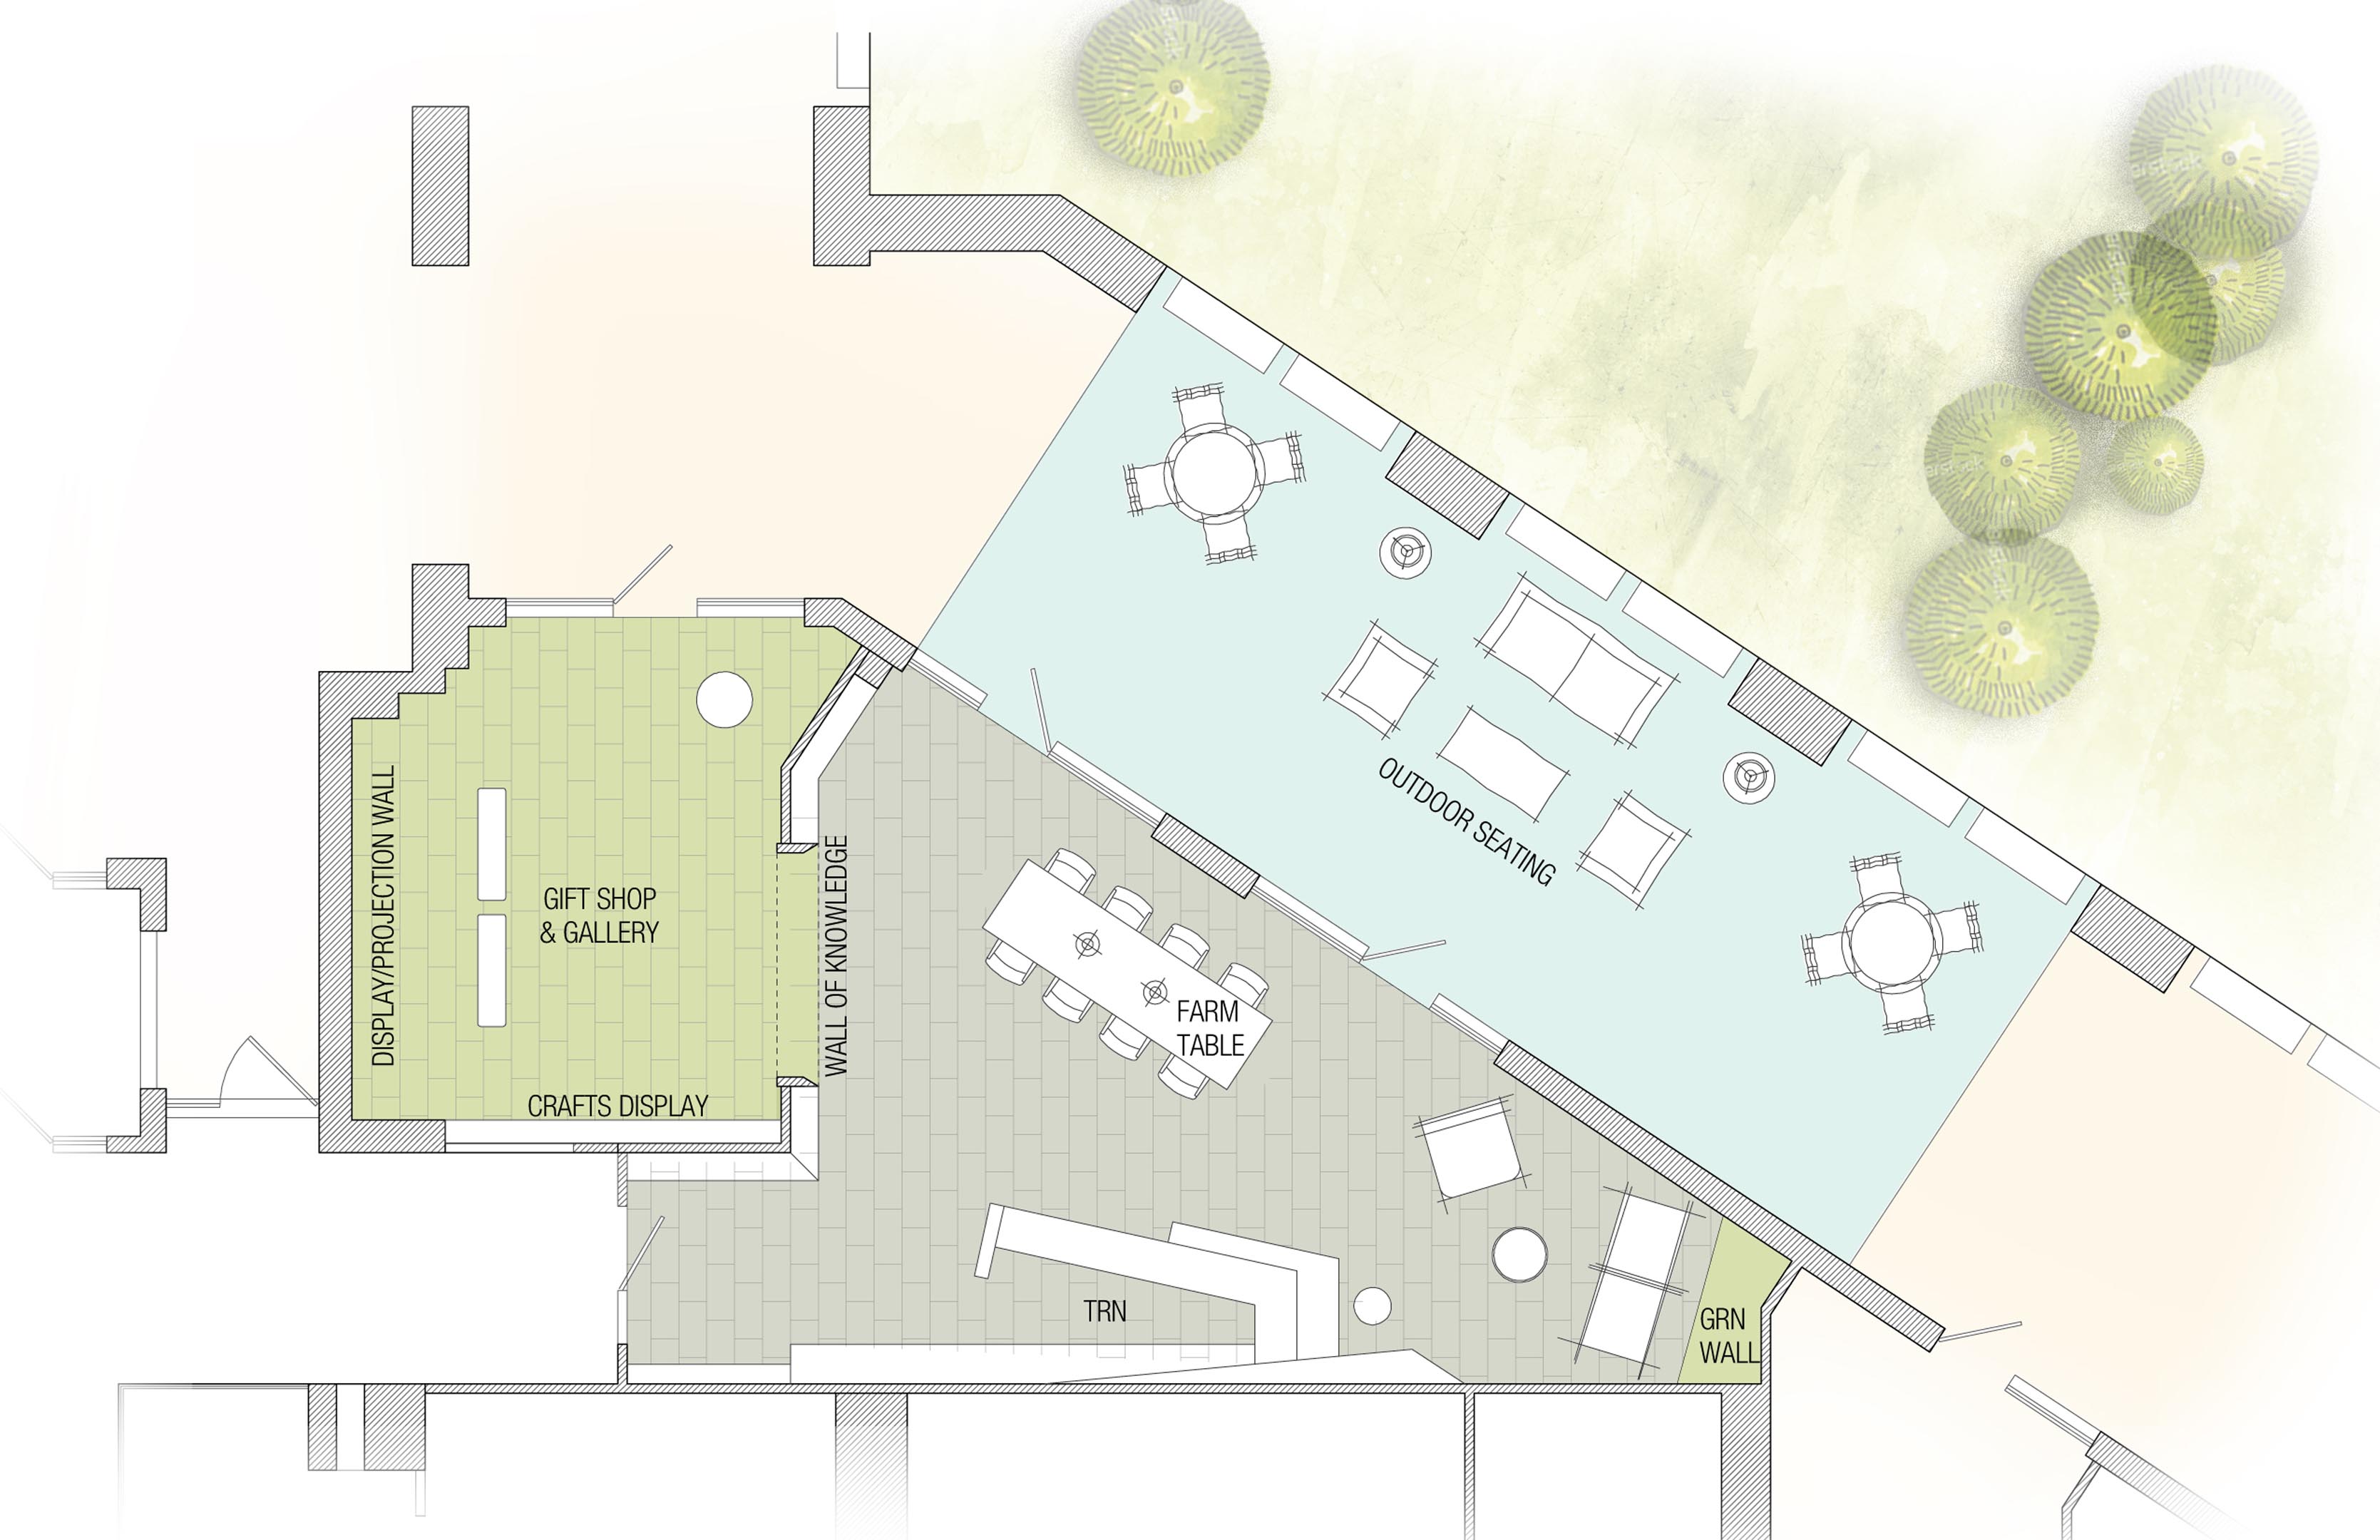 DISPLAY/PROJECTION WALL
GIFT SHOP
& GALLERY
CRAFTS DISPLAY
WALL OF KNOWLEDGE
FARM
TABLE
OUTDOOR SEATING
TRN
GRN
WALL